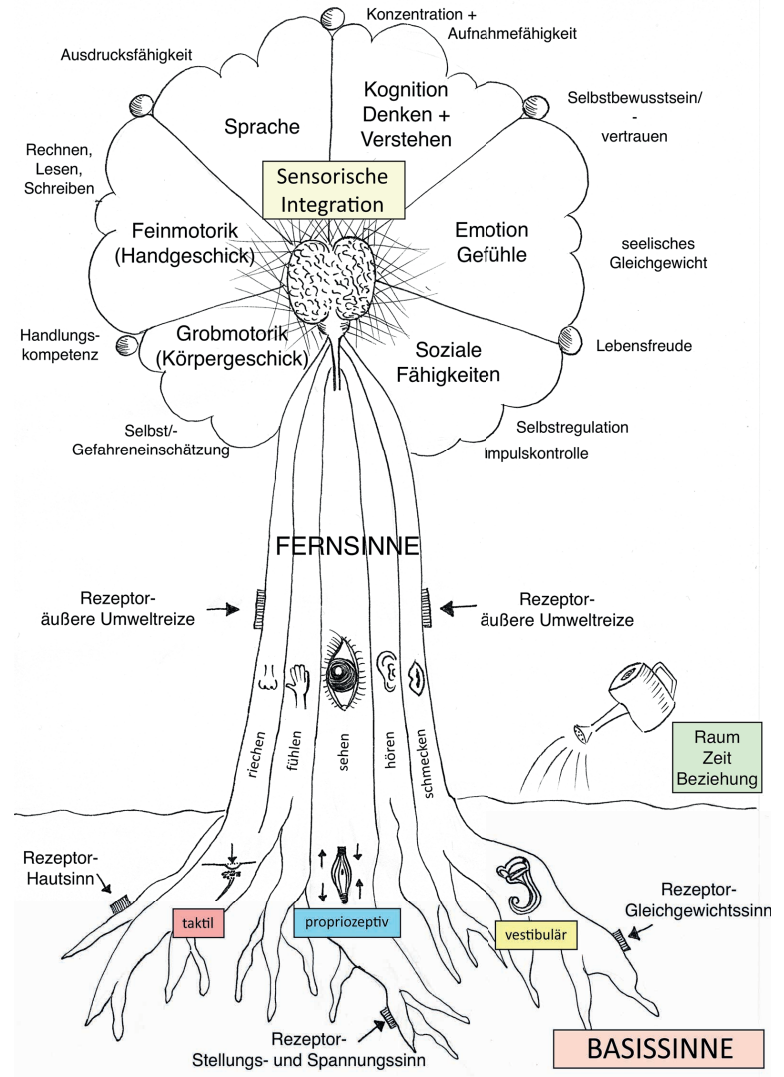 Konzentration +
Aufnahmefähigkeit
Ausdrucksfähigkeit
Kognition
Denken +
Verstehen
Sprache
Selbstbewusstsein/
-
vertrauen
Rechnen,
Lesen,
Schreiben
Sensorische
Integration
Feinmotorik
(Handgeschick)
Emotion
Gefühle
seelisches
Gleichgewicht
Handlungs-
kompetenz
Grobmotorik
(Körpergeschick)
Soziale
Fähigkeiten
Lebensfreude
Selbst/-
Gefahreneinschätzung
Selbstregulation
Impulskontrolle
FERNSINNE
Rezeptor-
äußere Umweltreize
Rezeptor-
äußere Umweltreize
riechen
fühlen
sehen
hören
schmecken
Raum
Zeit
Beziehung
Rezeptor-
Hautsinn
taktil
propriozeptiv
vestibulär
Rezeptor-
Gleichgewichtssinn
Rezeptor-
Stellungs- und Spannungssinn
BASISSINNE